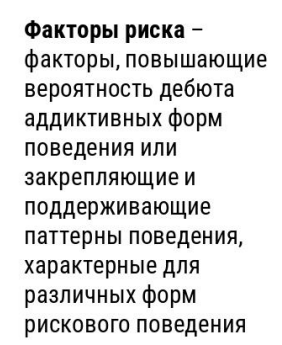 Факторы риска –
факторы, повышающие
вероятность дебюта
аддиктивных форм
поведения или
закрепляющие и
поддерживающие
паттерны поведения,
характерные для
различных форм
рискового поведения